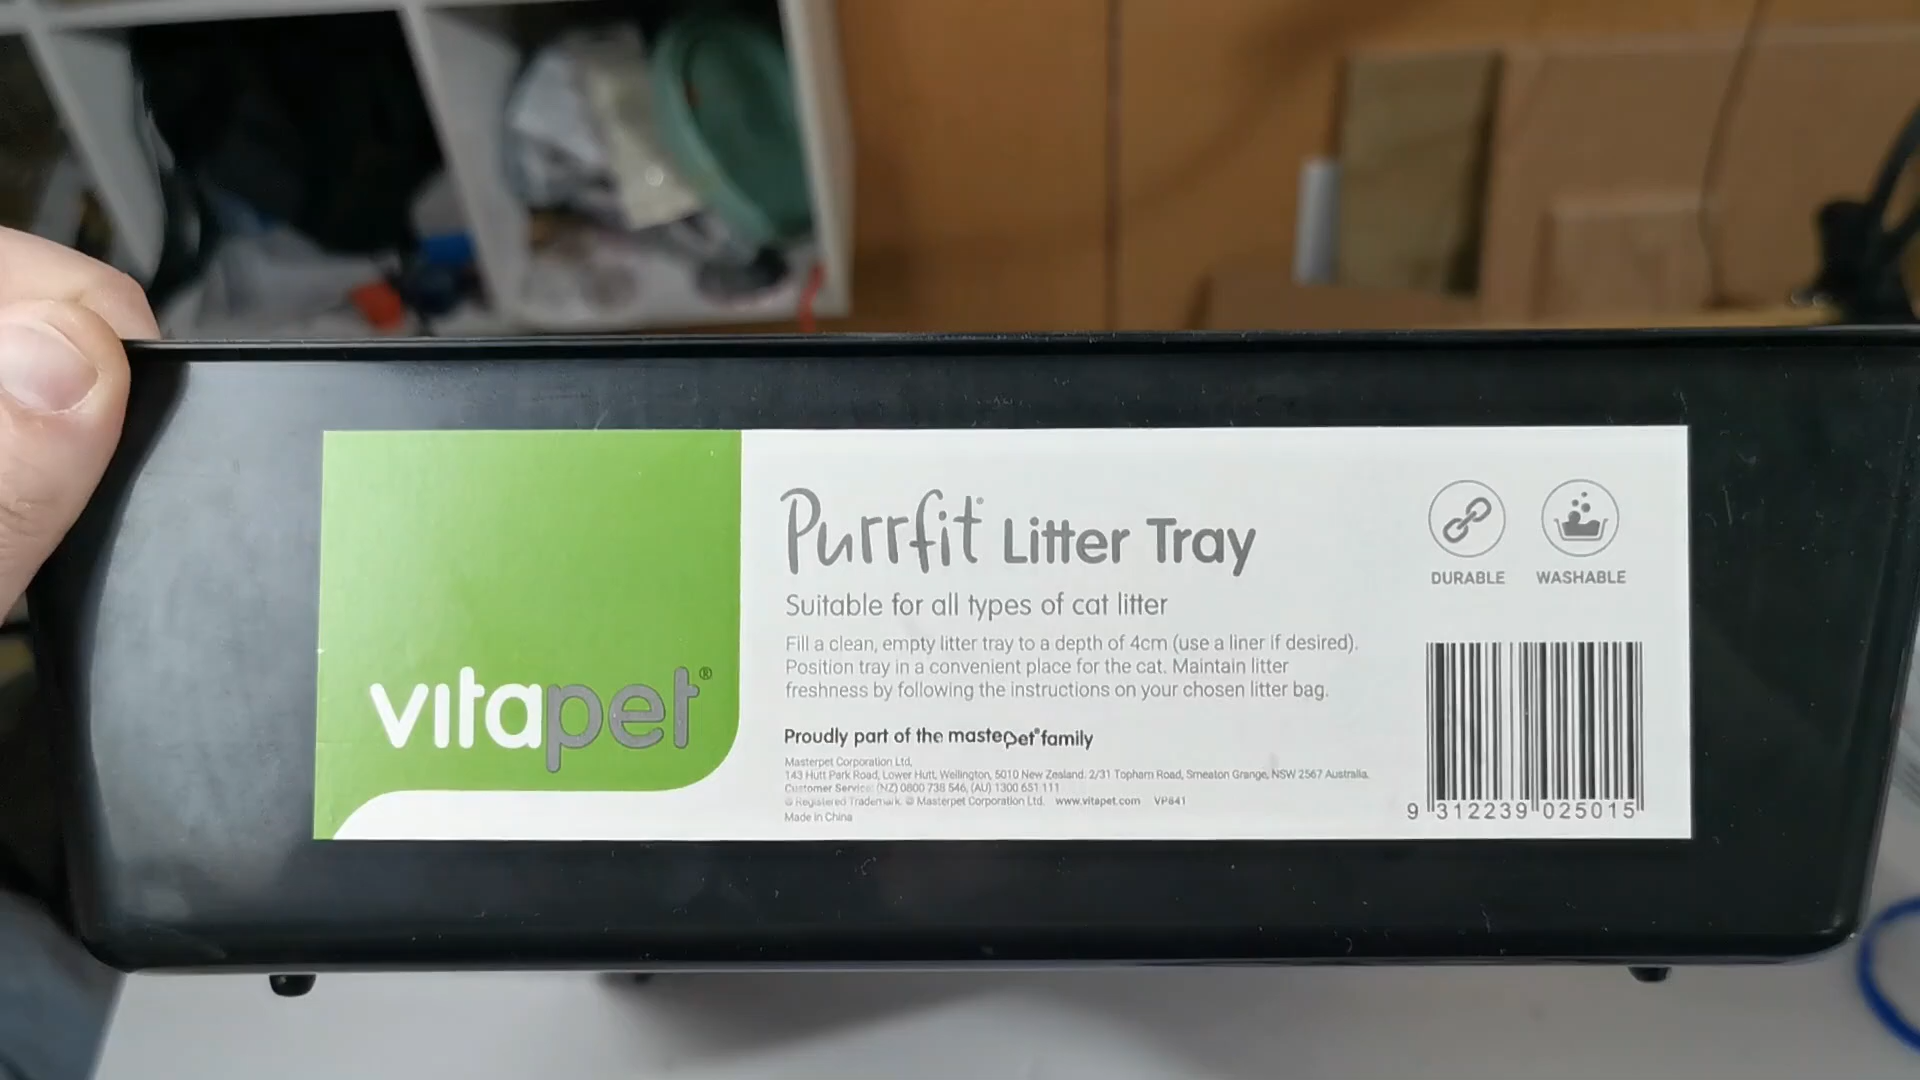 vitapet®
Purrfit® Litter Tray
Suitable for all types of cat litter
Fill a clean, empty litter tray to a depth of 4cm (use a liner if desired).
Position tray in a convenient place for the cat. Maintain litter
freshness by following the instructions on your chosen litter bag.
Proudly part of the masterpet® family
Masterpet Corporation Ltd,
143 Hutt Park Road, Lower Hutt, Wellington, 5010 New Zealand. 2/31 Topham Road, Smeaton Grange, NSW 2567 Australia.
Customer Service: (NZ) 0800 738 546, (AU) 1300 651 111
® Registered Trademark. © Masterpet Corporation Ltd. www.vitapet.com VP841
Made in China
DURABLE WASHABLE
9 312239 025015